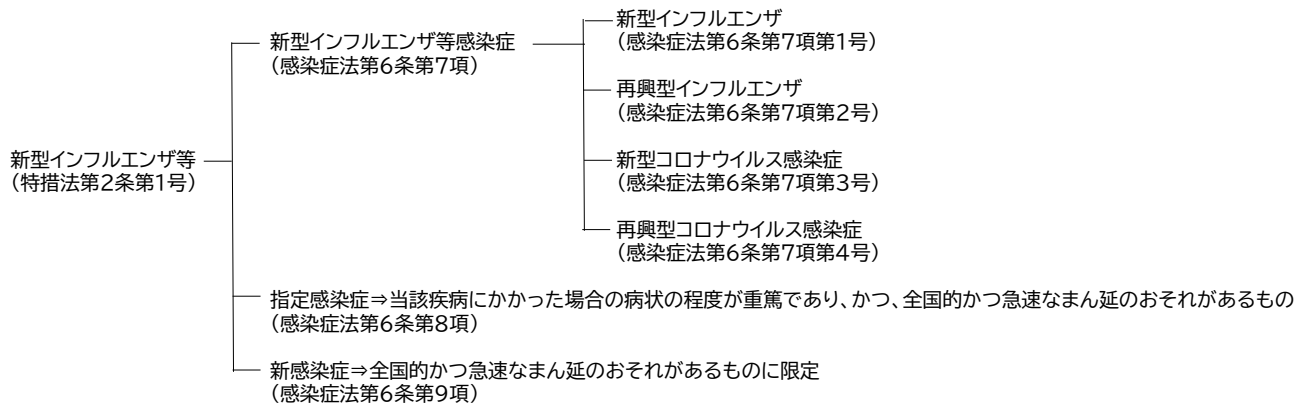 新型インフルエンザ等
(特措法第2条第1号)
新型インフルエンザ等感染症
(感染症法第6条第7項)
新型インフルエンザ
(感染症法第6条第7項第1号)
再興型インフルエンザ
(感染症法第6条第7項第2号)
新型コロナウイルス感染症
(感染症法第6条第7項第3号)
再興型コロナウイルス感染症
(感染症法第6条第7項第4号)
指定感染症⇒当該疾病にかかった場合の病状の程度が重篤であり、かつ、全国的かつ急速なまん延のおそれがあるもの
(感染症法第6条第8項)
新感染症⇒全国的かつ急速なまん延のおそれがあるものに限定
(感染症法第6条第9項)